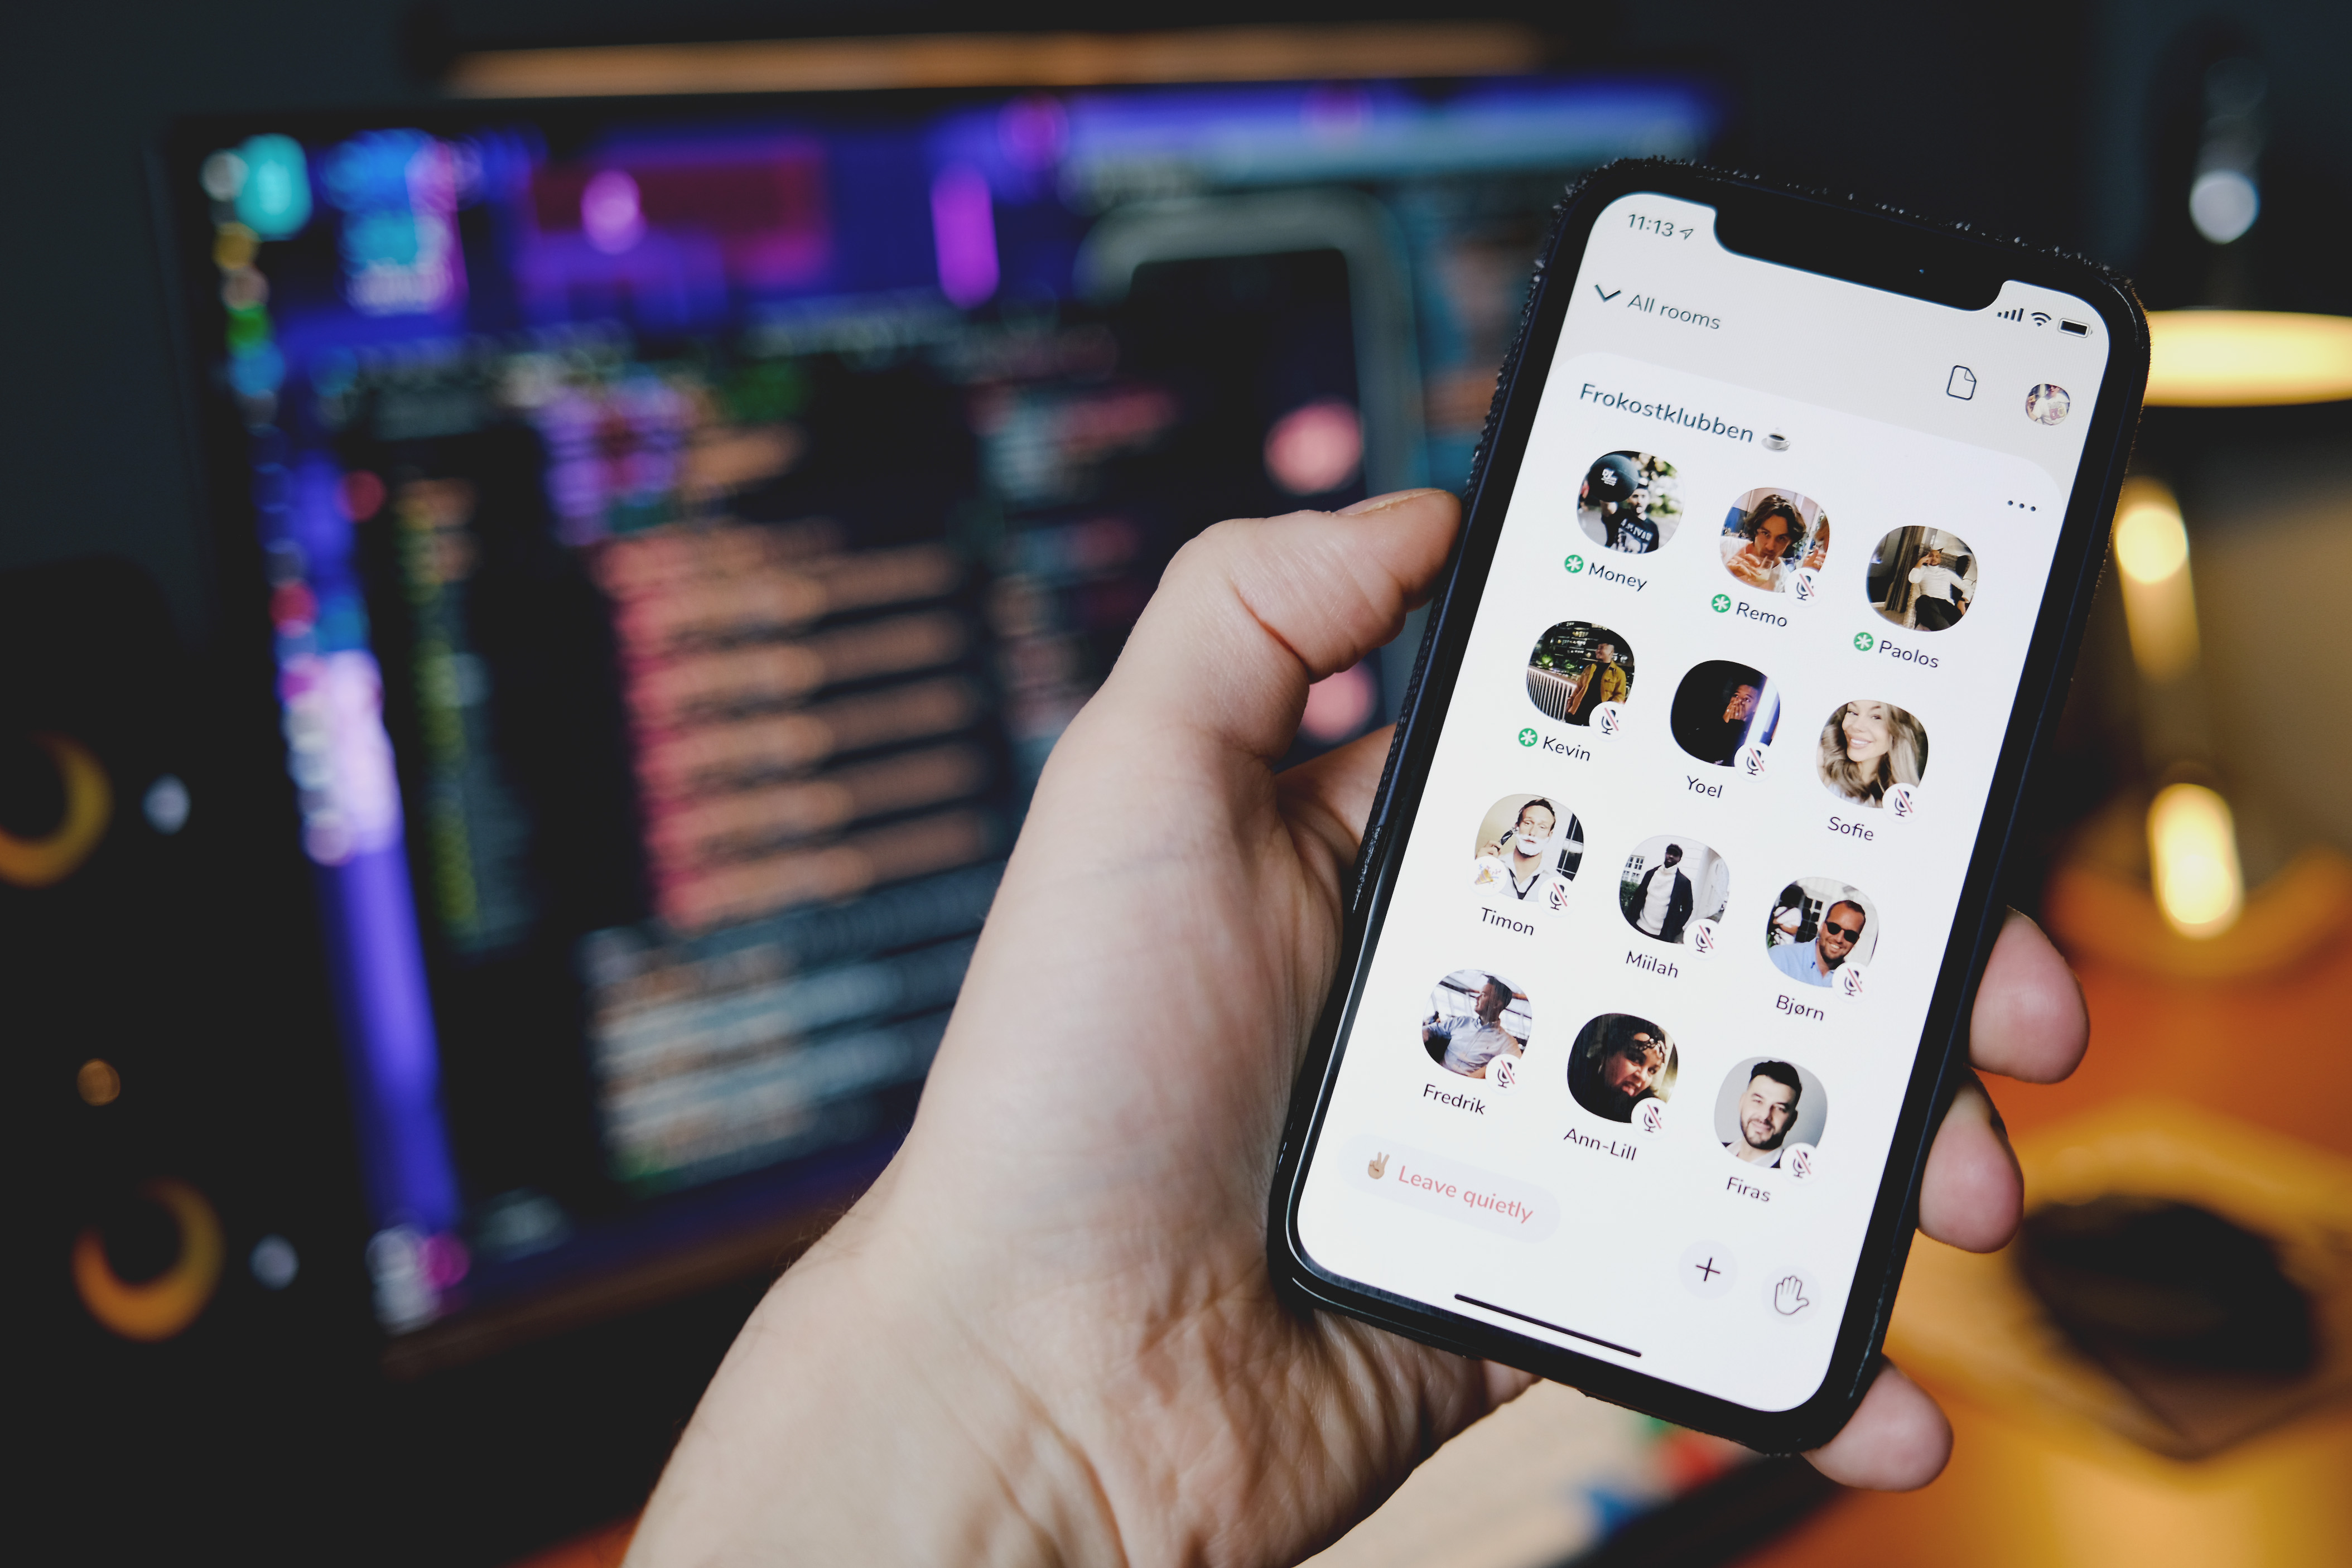 11:13
All rooms
Frokostklubben
Money
Remo
Paolos
Kevin
Yoel
Sofie
Timon
Miilah
Bjørn
Fredrik
Ann-Lill
Firas
Leave quietly